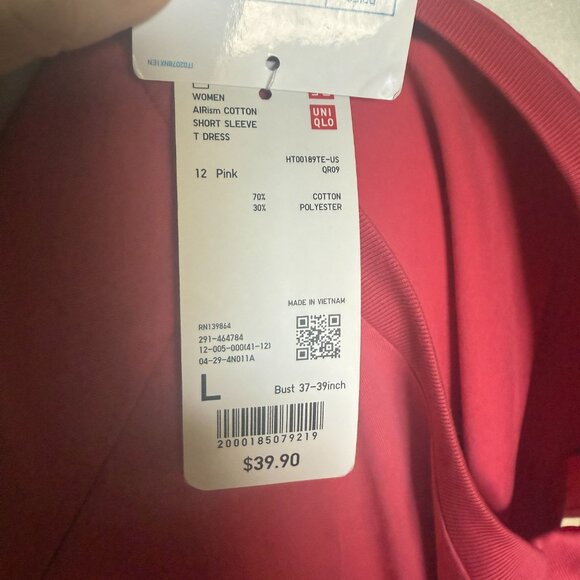 IT02078NX1EN
WOMEN
AIRism COTTON
SHORT SLEEVE
T DRESS
UNI
QLO
HT00189TE-US
12 Pink
QR09
70% COTTON
30% POLYESTER
MADE IN VIETNAM
RN139864
291-464784
12-005-000(41-12)
04-29-4N011A
L
Bust 37-39inch
2000185079219
$39.90